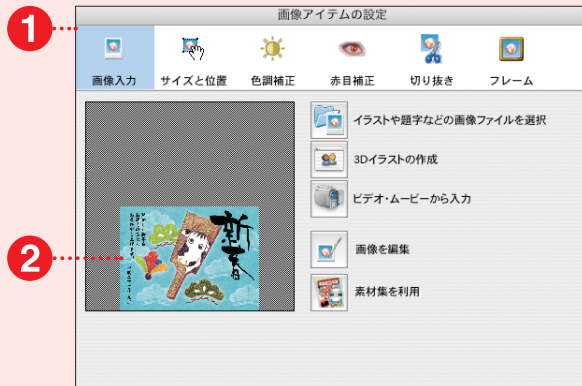 画像アイテムの設定
1
画像入力 サイズと位置 色調補正 赤目補正 切り抜き フレーム
イラストや題字などの画像ファイルを選択
3Dイラストの作成
ビデオ・ムービーから入力
2
新春
画像を編集
素材集を利用